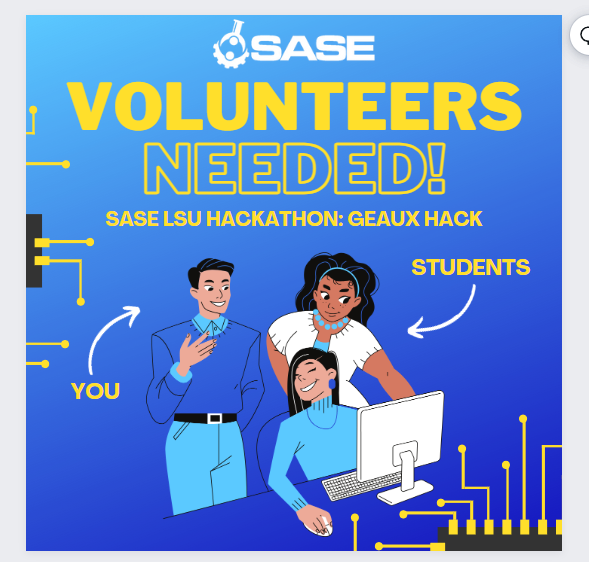 SASE
VOLUNTEERS
NEEDED!
SASE LSU HACKATHON: GEAUX HACK
STUDENTS
YOU